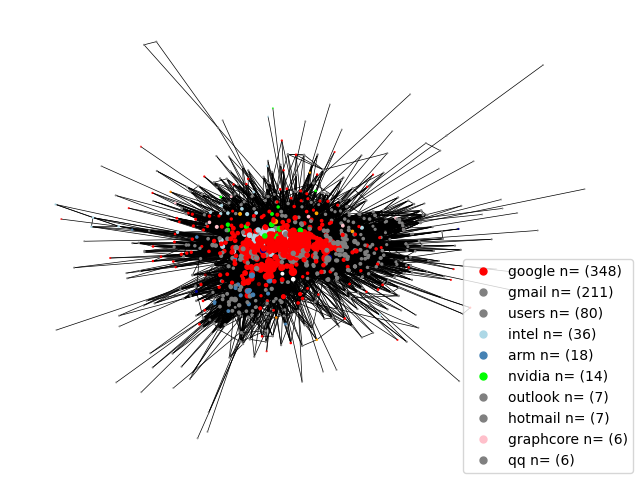 google n= (348)
gmail n= (211)
users n= (80)
intel n= (36)
arm n= (18)
nvidia n= (14)
outlook n= (7)
hotmail n= (7)
graphcore n= (6)
qq n= (6)